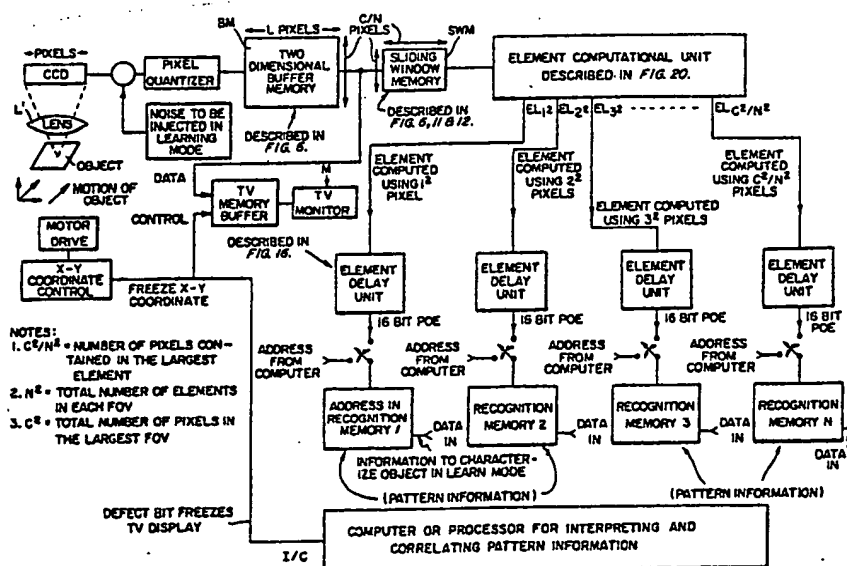 BM
L PIXELS
C/N
PIXELS
SWM
PIXELS
CCD
PIXEL
QUANTIZER
TWO
DIMENSIONAL
BUFFER
MEMORY
SLIDING
WINDOW
MEMORY
ELEMENT COMPUTATIONAL UNIT
DESCRIBED IN FIG. 20.
L'
LENS
V
OBJECT
NOISE TO BE
INJECTED IN
LEARNING
MODE
DESCRIBED IN
FIG. 6.
DESCRIBED IN
FIG. 6, 11 & 12.
EL₁²
EL₂²
EL₃²
EL C²/N²
MOTION OF
OBJECT
DATA
CONTROL
TV
MEMORY
BUFFER
M
TV
MONITOR
ELEMENT
COMPUTED
USING 1²
PIXEL
ELEMENT
COMPUTED
USING 2²
PIXELS
ELEMENT COMPUTED
USING 3² PIXELS
ELEMENT
COMPUTED
USING C²/N²
PIXELS
MOTOR
DRIVE
X-Y
COORDINATE
CONTROL
FREEZE X-Y
COORDINATE
DESCRIBED IN
FIG. 16.
ELEMENT
DELAY
UNIT
ELEMENT
DELAY
UNIT
ELEMENT
DELAY
UNIT
ELEMENT
DELAY
UNIT
16 BIT POE
16 BIT POE
16 BIT POE
16 BIT POE
ADDRESS
FROM
COMPUTER
ADDRESS
FROM
COMPUTER
ADDRESS
FROM
COMPUTER
ADDRESS
FROM
COMPUTER
NOTES:
1. C²/N² = NUMBER OF PIXELS CON-
TAINED IN THE LARGEST
ELEMENT
2. N² = TOTAL NUMBER OF ELEMENTS
IN EACH FOV
3. C² = TOTAL NUMBER OF PIXELS IN
THE LARGEST FOV
ADDRESS IN
RECOGNITION
MEMORY 1
DATA
IN
RECOGNITION
MEMORY 2
DATA
IN
RECOGNITION
MEMORY 3
DATA
IN
RECOGNITION
MEMORY N
DATA
IN
INFORMATION TO CHARACTER-
IZE OBJECT IN LEARN MODE
(PATTERN INFORMATION)
(PATTERN INFORMATION)
DEFECT BIT FREEZES
TV DISPLAY
I/C
COMPUTER OR PROCESSOR FOR INTERPRETING AND
CORRELATING PATTERN INFORMATION